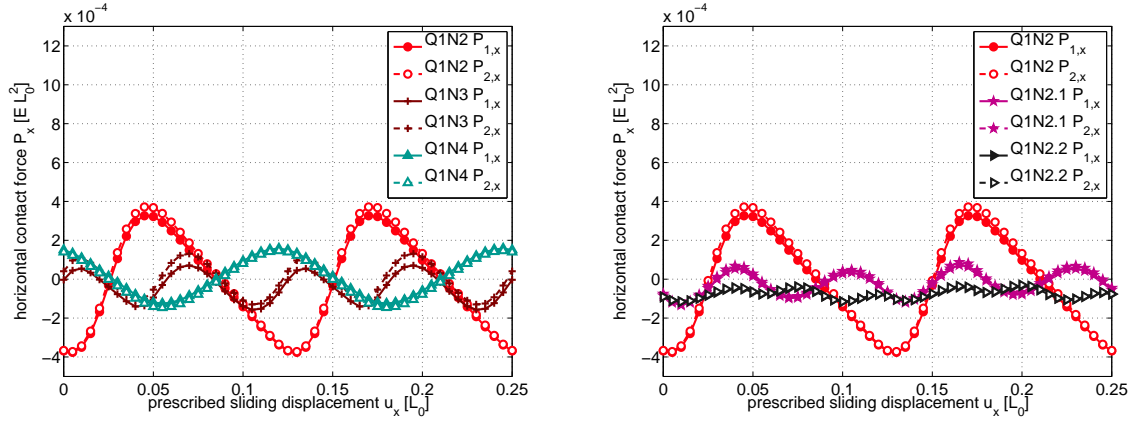 x 10⁻⁴
12
10
8
6
4
2
0
−2
−4
0
0.05
0.1
0.15
0.2
0.25
horizontal contact force Pₓ [E L₀²]
prescribed sliding displacement uₓ [L₀]
Q1N2 P₁,ₓ
Q1N2 P₂,ₓ
Q1N3 P₁,ₓ
Q1N3 P₂,ₓ
Q1N4 P₁,ₓ
Q1N4 P₂,ₓ
x 10⁻⁴
12
10
8
6
4
2
0
−2
−4
0
0.05
0.1
0.15
0.2
0.25
horizontal contact force Pₓ [E L₀²]
prescribed sliding displacement uₓ [L₀]
Q1N2 P₁,ₓ
Q1N2 P₂,ₓ
Q1N2.1 P₁,ₓ
Q1N2.1 P₂,ₓ
Q1N2.2 P₁,ₓ
Q1N2.2 P₂,ₓ